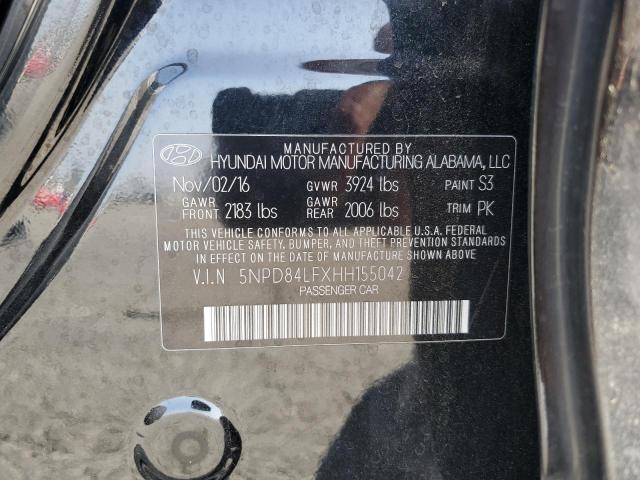 MANUFACTURED BY
HYUNDAI MOTOR MANUFACTURING ALABAMA, LLC
Nov/02/16 GVWR 3924 lbs PAINT S3
GAWR FRONT 2183 lbs GAWR REAR 2006 lbs TRIM PK
THIS VEHICLE CONFORMS TO ALL APPLICABLE U.S.A. FEDERAL
MOTOR VEHICLE SAFETY, BUMPER, AND THEFT PREVENTION STANDARDS
IN EFFECT ON THE DATE OF MANUFACTURE SHOWN ABOVE.
V.I.N 5NPD84LFXHH155042
PASSENGER CAR